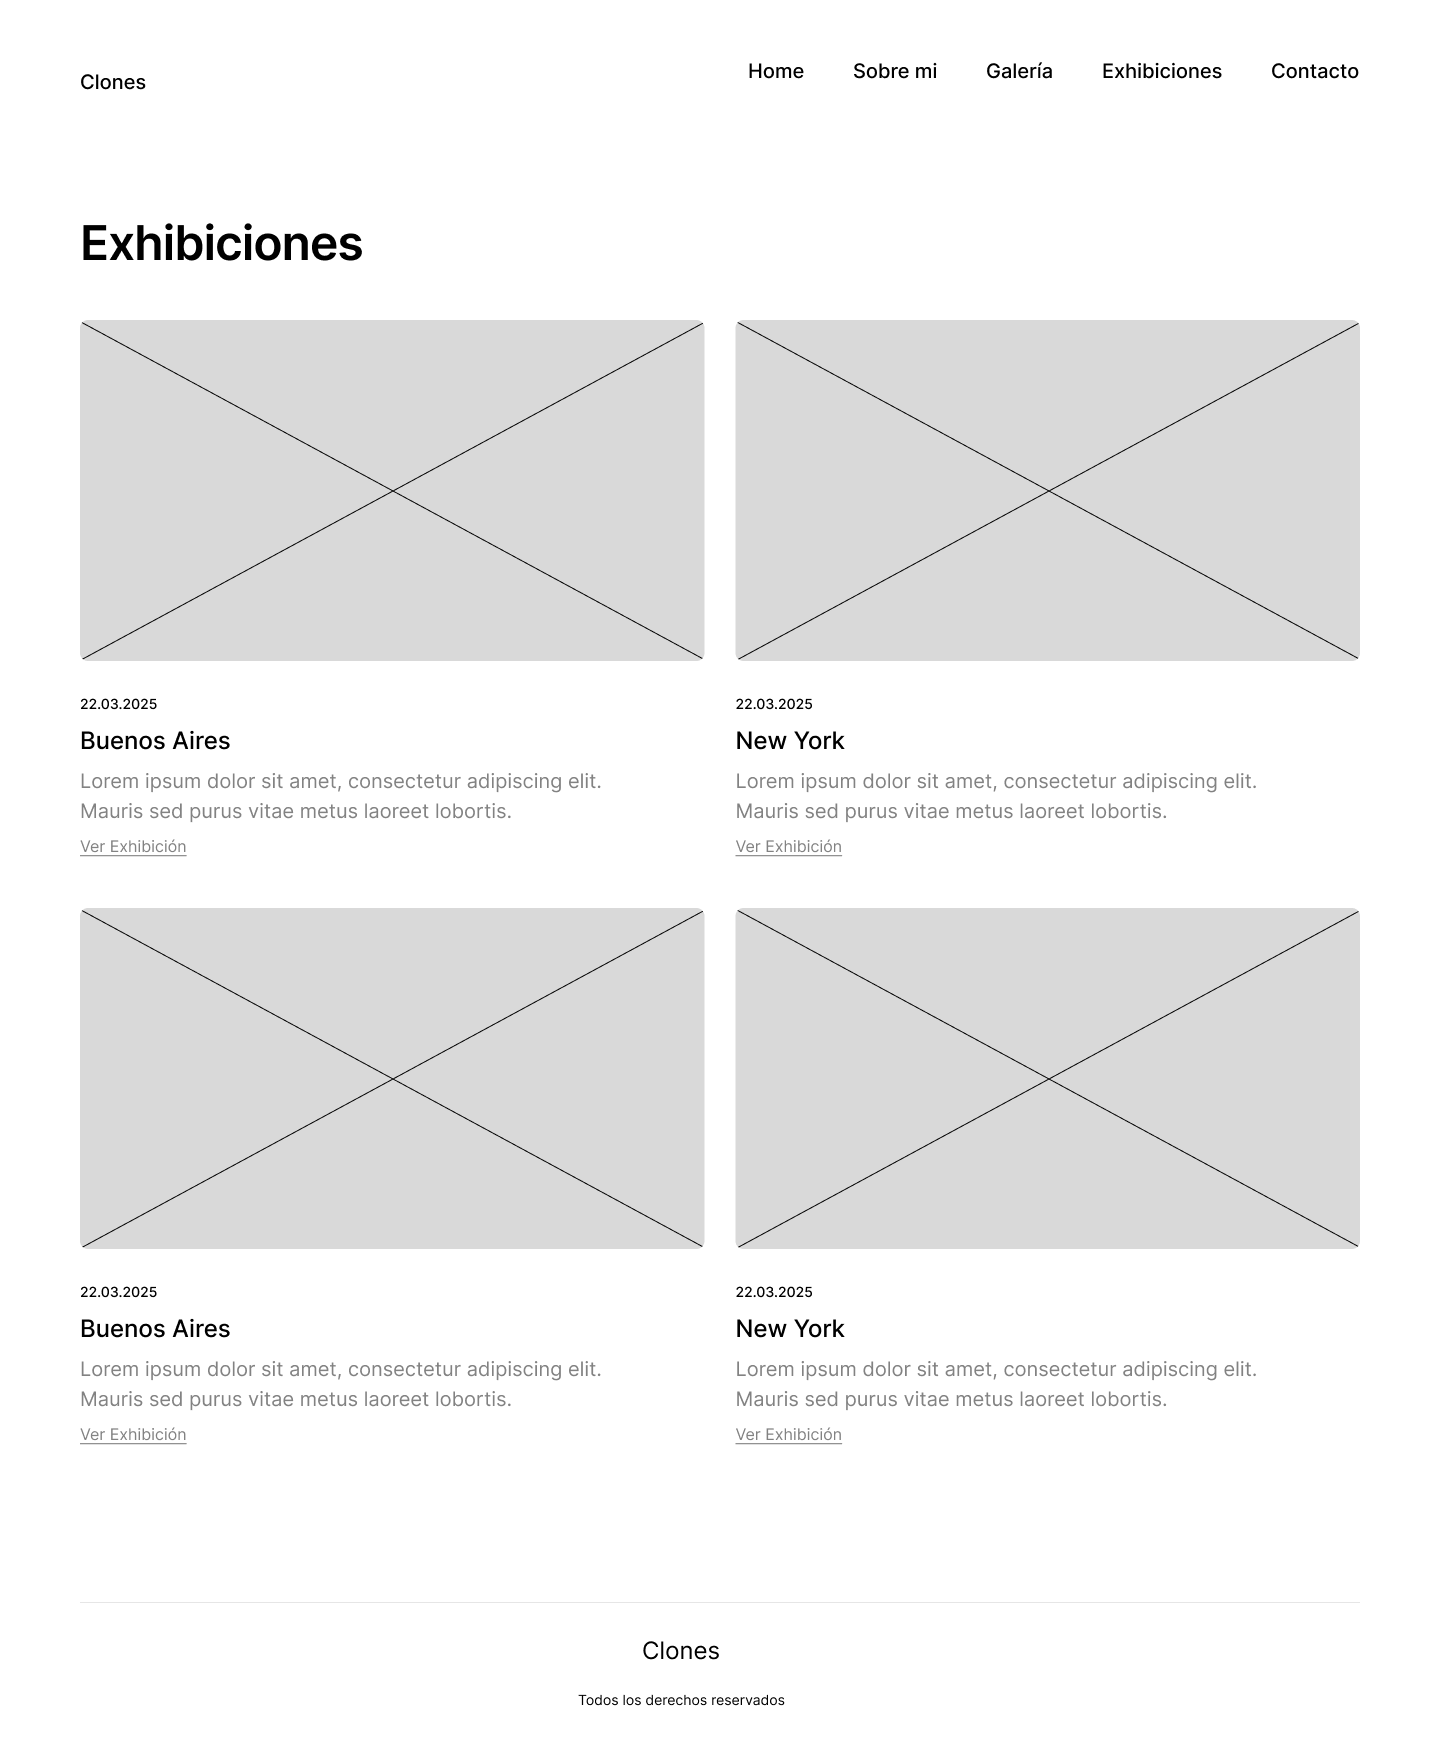 Clones
Home
Sobre mi
Galería
Exhibiciones
Contacto
Exhibiciones
22.03.2025
Buenos Aires
Lorem ipsum dolor sit amet, consectetur adipiscing elit.
Mauris sed purus vitae metus laoreet lobortis.
Ver Exhibición
22.03.2025
New York
Lorem ipsum dolor sit amet, consectetur adipiscing elit.
Mauris sed purus vitae metus laoreet lobortis.
Ver Exhibición
22.03.2025
Buenos Aires
Lorem ipsum dolor sit amet, consectetur adipiscing elit.
Mauris sed purus vitae metus laoreet lobortis.
Ver Exhibición
22.03.2025
New York
Lorem ipsum dolor sit amet, consectetur adipiscing elit.
Mauris sed purus vitae metus laoreet lobortis.
Ver Exhibición
Clones
Todos los derechos reservados